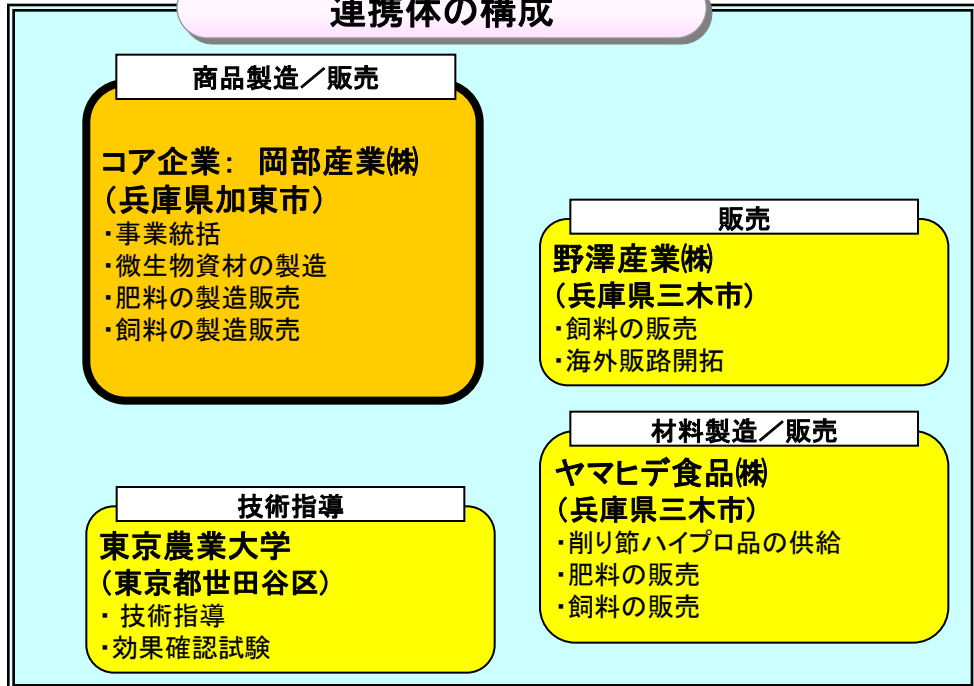 連携体の構成
商品製造／販売
コア企業： 岡部産業㈱
（兵庫県加東市）
・事業統括
・微生物資材の製造
・肥料の製造販売
・飼料の製造販売
販売
野澤産業㈱
（兵庫県三木市）
・飼料の販売
・海外販路開拓
材料製造／販売
ヤマヒデ食品㈱
（兵庫県三木市）
・削り節ハイプロ品の供給
・肥料の販売
・飼料の販売
技術指導
東京農業大学
（東京都世田谷区）
・ 技術指導
・効果確認試験